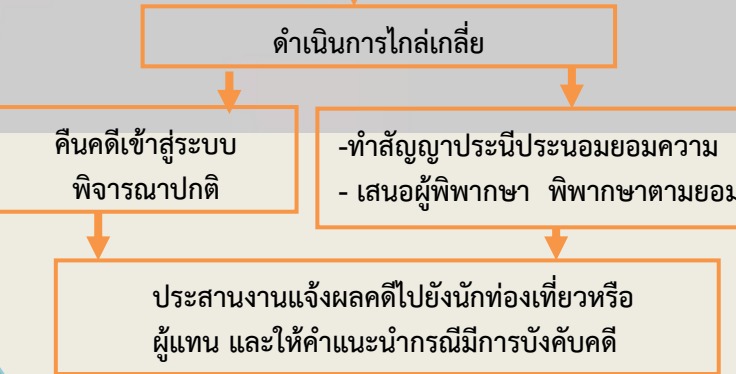 ดำเนินการไกล่เกลี่ย
คืนคดีเข้าสู่ระบบ
พิจารณาปกติ
-ทำสัญญาประนีประนอมยอมความ
- เสนอผู้พิพากษา พิพากษาตามยอม
ประสานงานแจ้งผลคดีไปยังนักท่องเที่ยวหรือ
ผู้แทน และให้คำแนะนำกรณีมีการบังคับคดี